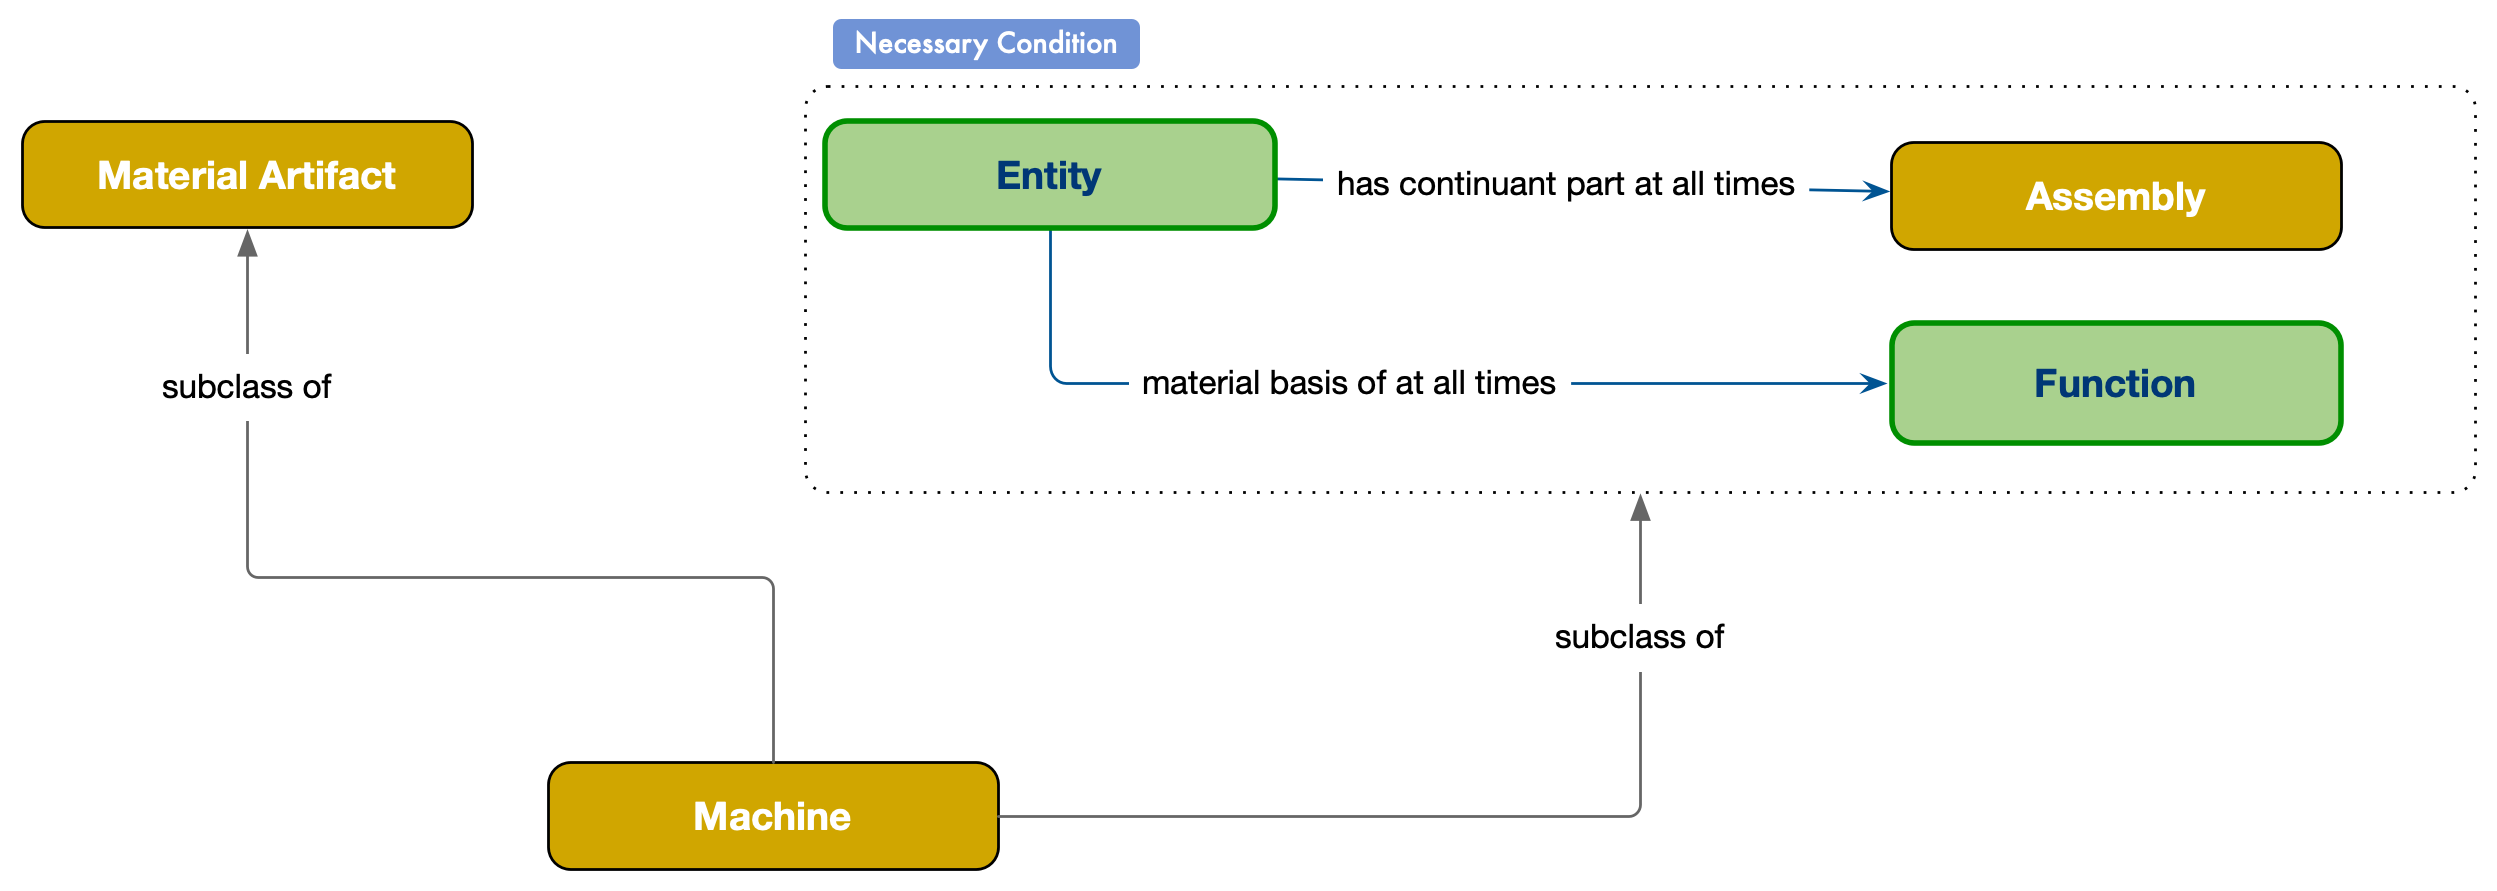 Necessary Condition
Material Artifact
Entity
hss continuant part at all times
Assembly
subclass of
material basis of at all times
Function
subclass of
Machine